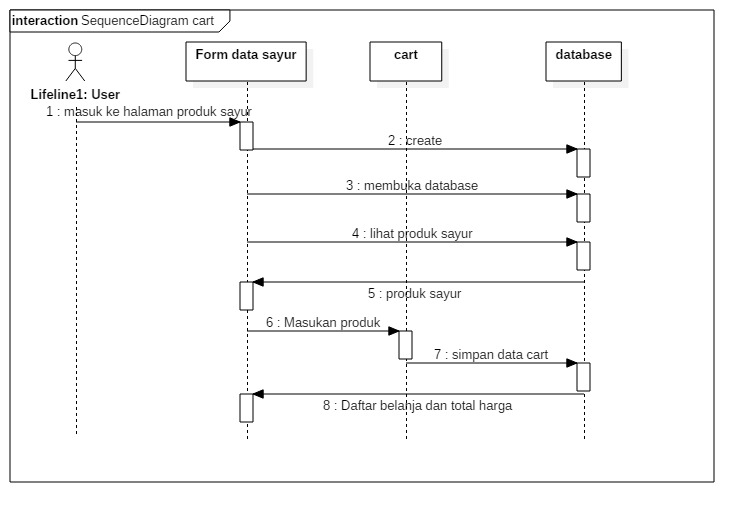 interaction SequenceDiagram cart
Form data sayur
cart
database
Lifeline1: User
1 : masuk ke halaman produk sayur
2 : create
3 : membuka database
4 : lihat produk sayur
5 : produk sayur
6 : Masukan produk
7 : simpan data cart
8 : Daftar belanja dan total harga